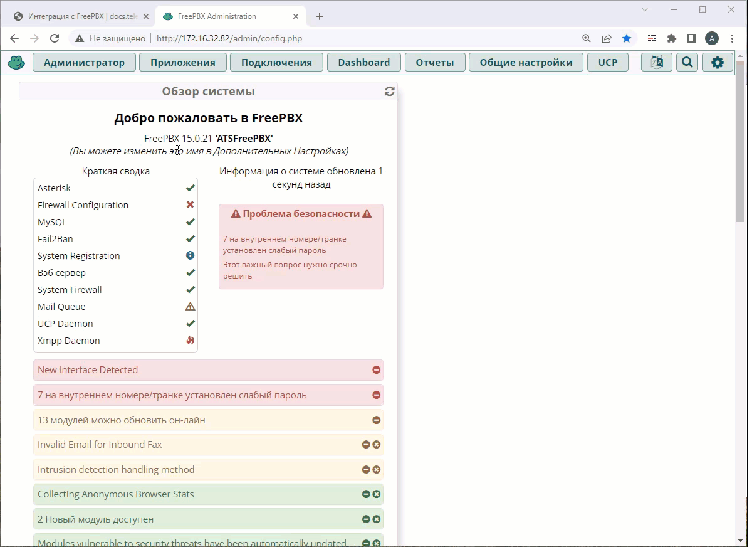 Интеграция с FreePBX | docs.tel
FreePBX Administration
Не защищено
http://172.16.32.82/admin/config.php
A
Администратор
Приложения
Подключения
Dashboard
Отчеты
Общие настройки
UCP
Обзор системы
Добро пожаловать в FreePBX
FreePBX 15.0.21 'ATSFreePBX'
(Вы можете изменить это имя в Дополнительных Настройках)
Краткая сводка
Asterisk
Firewall Configuration
MySQL
Fail2Ban
System Registration
Вэб сервер
System Firewall
Mail Queue
UCP Daemon
Xmpp Daemon
Информация о системе обновлена 1
секунд назад
Проблема безопасности
7 на внутреннем номере/транке
установлен слабый пароль
Этот важный вопрос нужно срочно
решить
New Interface Detected
7 на внутреннем номере/транке установлен слабый пароль
13 модулей можно обновить он-лайн
Invalid Email for Inbound Fax
Intrusion detection handling method
Collecting Anonymous Browser Stats
2 Новый модуль доступен
Modules vulnerable to security threats have been automatically updated